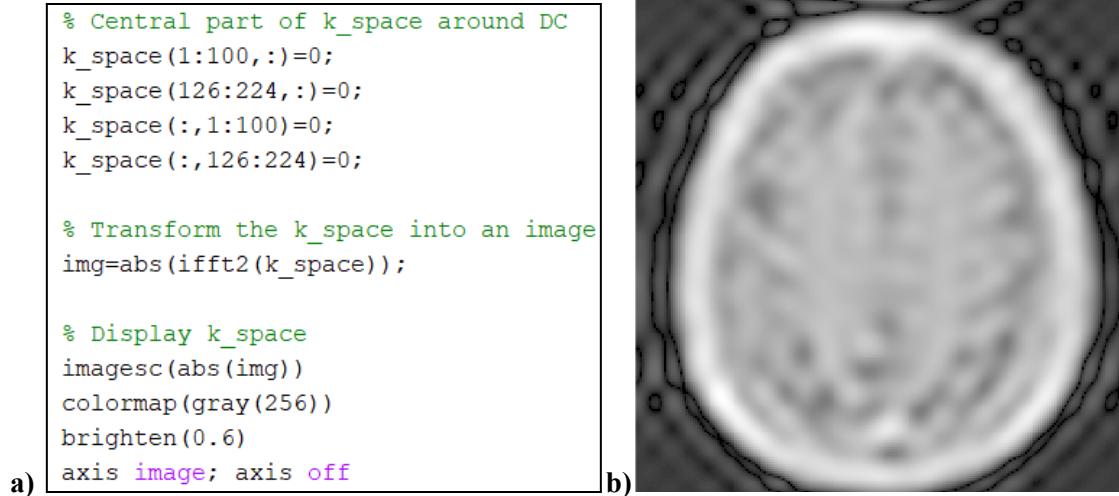 % Central part of k_space around DC
k_space(1:100,:)=0;
k_space(126:224,:)=0;
k_space(:,1:100)=0;
k_space(:,126:224)=0;
% Transform the k_space into an image
img=abs(ifft2(k_space));
% Display k_space
imagesc(abs(img))
colormap(gray(256))
brighten(0.6)
axis image; axis off
a)
b)